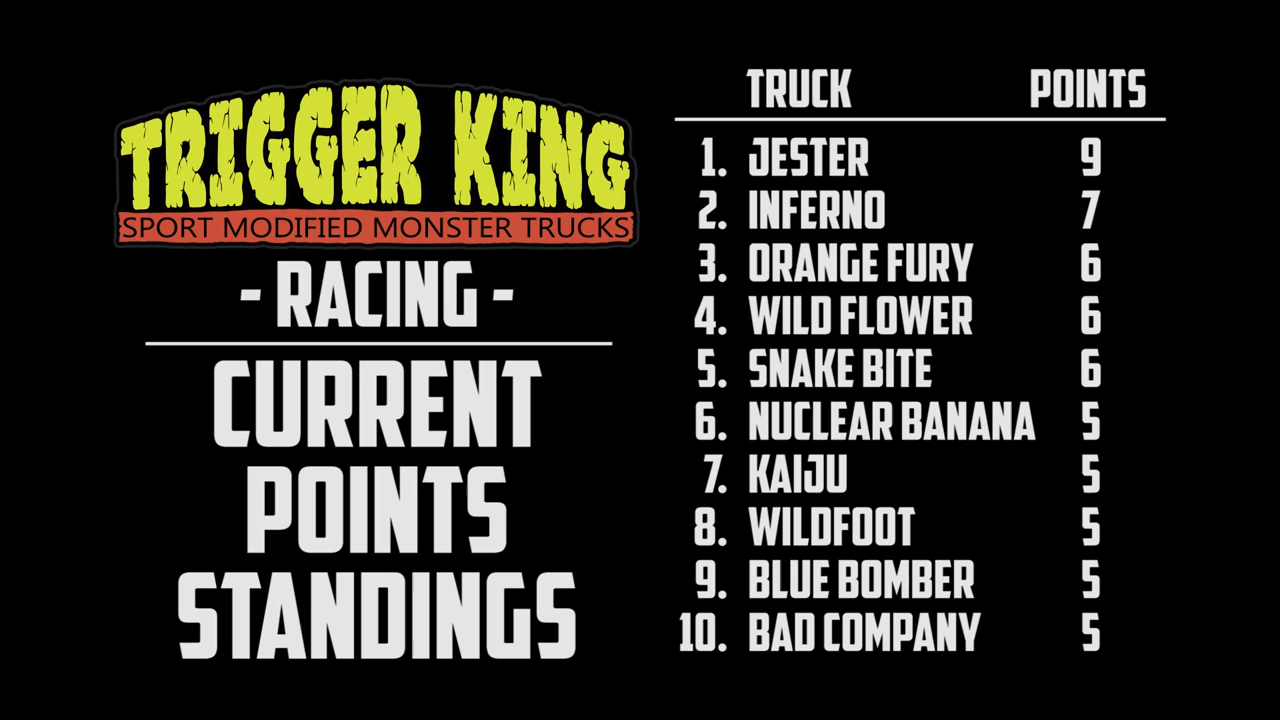 TRIGGER KING
SPORT MODIFIED MONSTER TRUCKS
- RACING -
CURRENT
POINTS
STANDINGS
TRUCK POINTS
1. JESTER 9
2. INFERNO 7
3. ORANGE FURY 6
4. WILD FLOWER 6
5. SNAKE BITE 6
6. NUCLEAR BANANA 5
7. KAIJU 5
8. WILDFOOT 5
9. BLUE BOMBER 5
10. BAD COMPANY 5